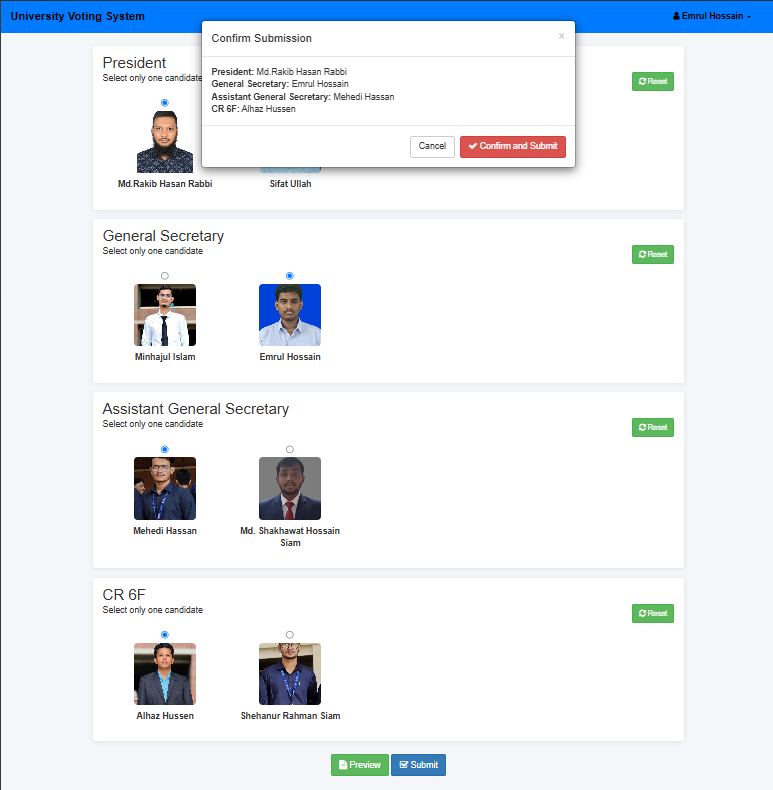 University Voting System
Emrul Hossain
Confirm Submission
×
President: Md.Rakib Hasan Rabbi
General Secretary: Emrul Hossain
Assistant General Secretary: Mehedi Hassan
CR 6F: Alhaz Hussen
Cancel
Confirm and Submit
President
Select only one candidate
Reset
Md.Rakib Hasan Rabbi
Sifat Ullah
General Secretary
Select only one candidate
Reset
Minhajul Islam
Emrul Hossain
Assistant General Secretary
Select only one candidate
Reset
Mehedi Hassan
Md. Shakhawat Hossain
Siam
CR 6F
Select only one candidate
Reset
Alhaz Hussen
Shehanur Rahman Siam
Preview
Submit